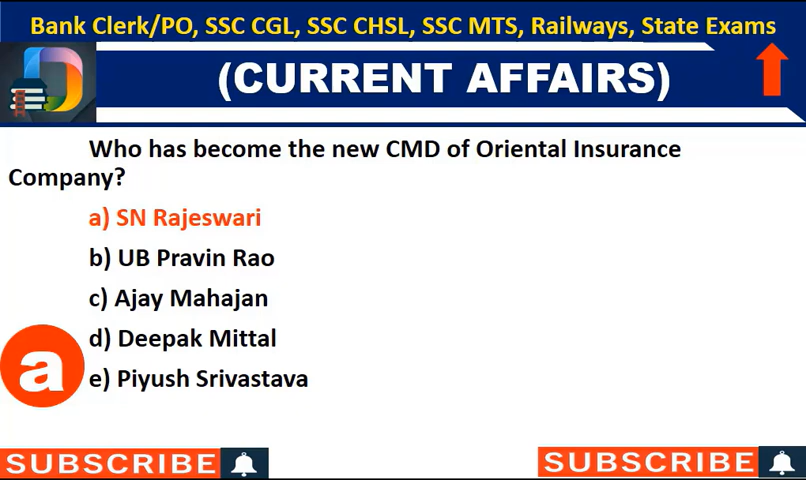 Bank Clerk/PO, SSC CGL, SSC CHSL, SSC MTS, Railways, State Exams
(CURRENT AFFAIRS)
Who has become the new CMD of Oriental Insurance
Company?
a) SN Rajeswari
b) UB Pravin Rao
c) Ajay Mahajan
d) Deepak Mittal
e) Piyush Srivastava
a
SUBSCRIBE
SUBSCRIBE